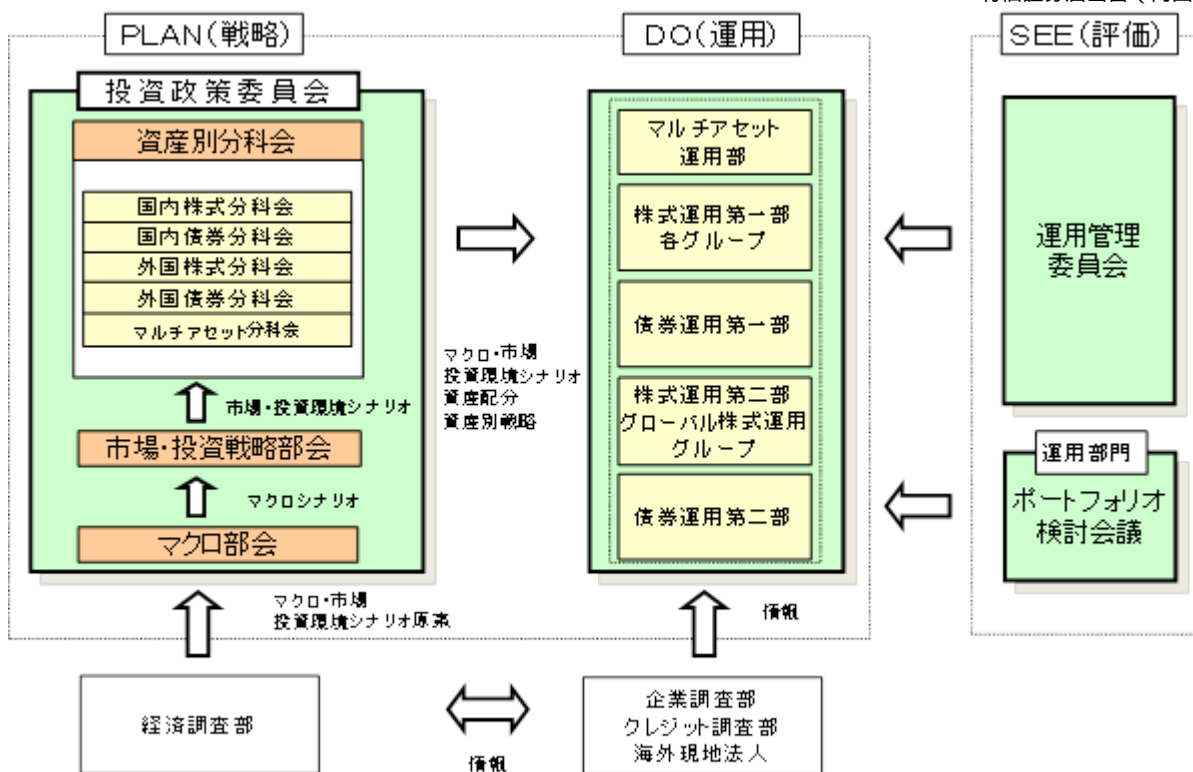 PLAN(戦略)
投資政策委員会
資産別分科会
国内株式分科会
国内債券分科会
外国株式分科会
外国債券分科会
マルチアセット分科会
市場・投資環境シナリオ
市場・投資戦略部会
マクロシナリオ
マクロ部会
マクロ・市場
投資環境シナリオ原案
経済調査部
マクロ・市場
投資環境シナリオ
資産配分
資産別戦略
DO(運用)
マルチアセット
運用部
株式運用第一部
各グループ
債券運用第一部
株式運用第二部
グローバル株式運用
グループ
債券運用第二部
情報
企業調査部
クレジット調査部
海外現地法人
情報
SEE(評価)
運用管理
委員会
運用部門
ポートフォリオ
検討会議